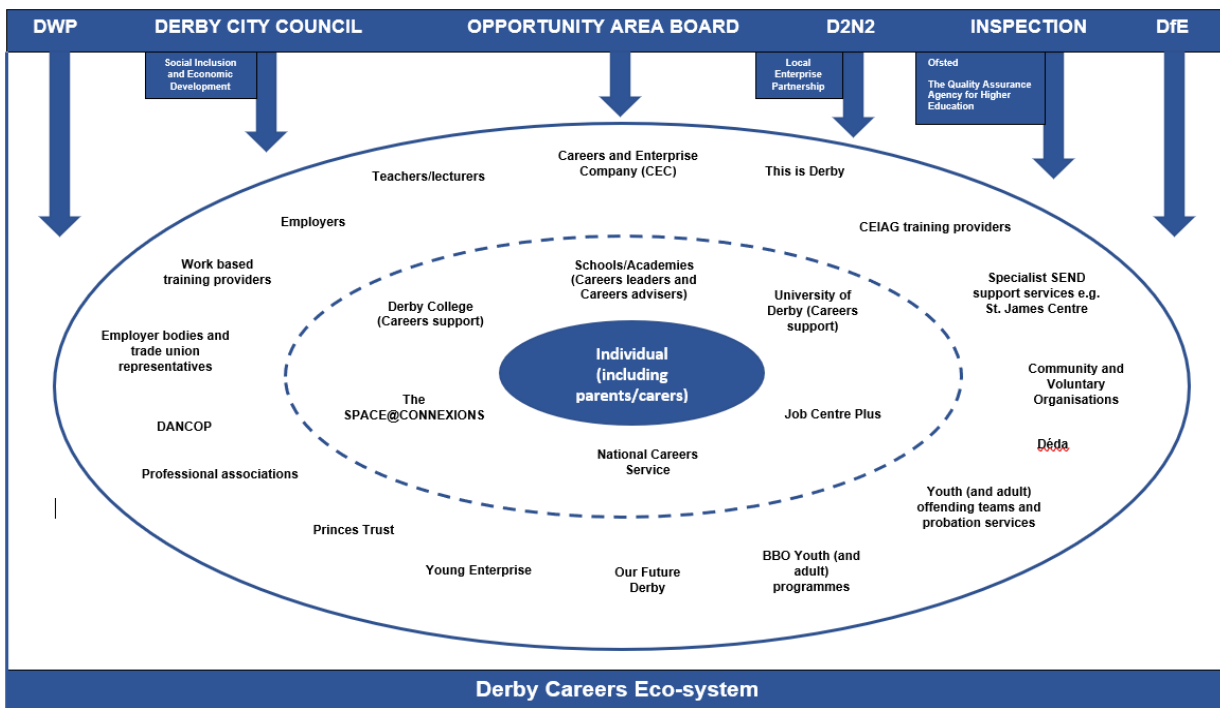 DWP
DERBY CITY COUNCIL
OPPORTUNITY AREA BOARD
D2N2
INSPECTION
DfE
Social Inclusion
and Economic
Development
Local
Enterprise
Partnership
Ofsted
The Quality Assurance
Agency for Higher
Education
Teachers/lecturers
Careers and Enterprise
Company (CEC)
This is Derby
Employers
CEIAG training providers
Work based
training providers
Schools/Academies
(Careers leaders and
Careers advisers)
Specialist SEND
support services e.g.
St. James Centre
Derby College
(Careers support)
University of
Derby (Careers
support)
Employer bodies and
trade union
representatives
Individual
(including
parents/carers)
Community and
Voluntary
Organisations
The
SPACE@CONNEXIONS
Job Centre Plus
DANCOP
Déda
National Careers
Service
Professional associations
Youth (and adult)
offending teams and
probation services
Princes Trust
Young Enterprise
Our Future
Derby
BBO Youth (and
adult)
programmes
Derby Careers Eco-system